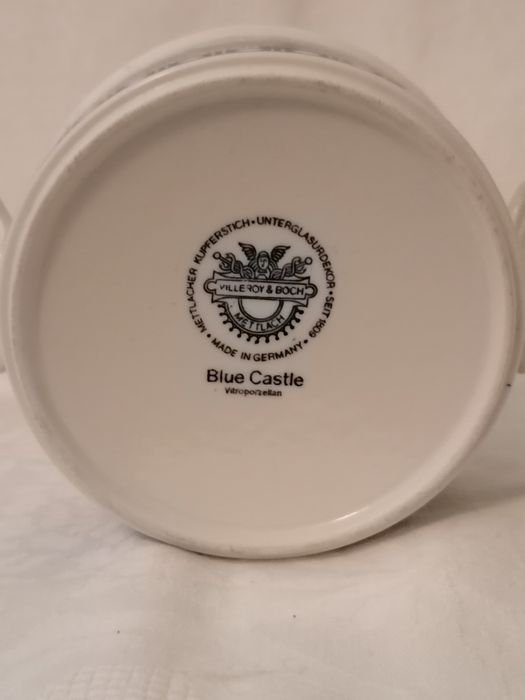 METTLACHER KUPFERSTICH • UNTERGLASURDEKOR • SEIT 1809
VILLEROY & BOCH
METTLACH
• MADE IN GERMANY •
Blue Castle
Vitroporzellan